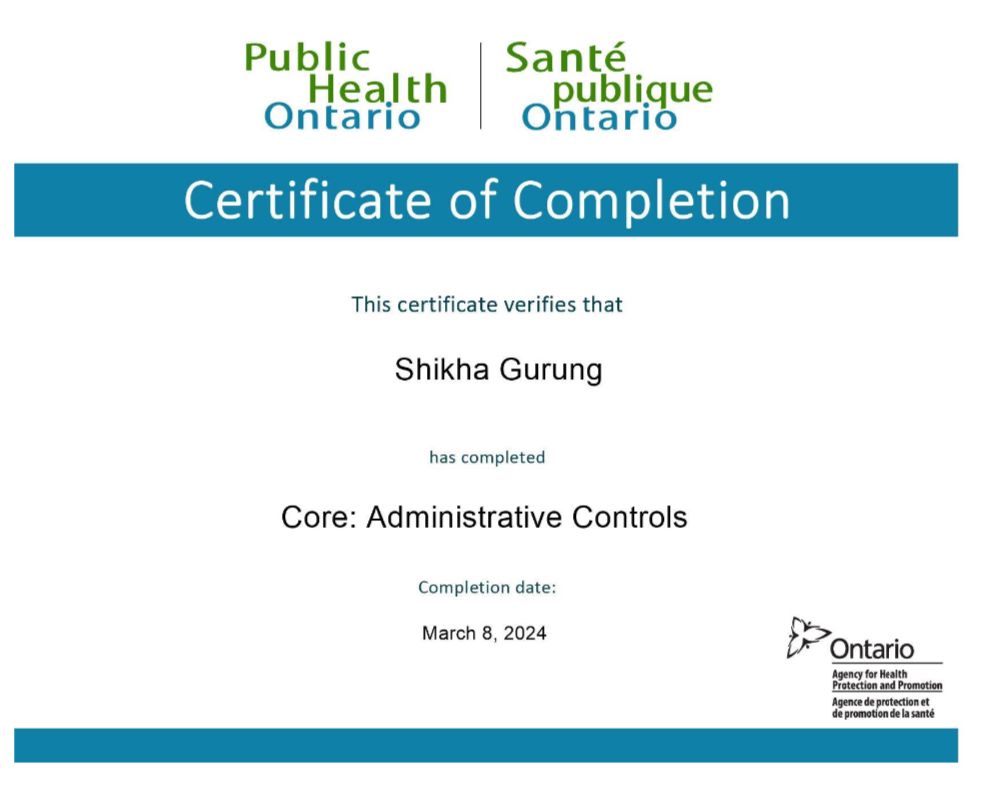 Public
Health
Ontario
Santé
publique
Ontario
Certificate of Completion
This certificate verifies that
Shikha Gurung
has completed
Core: Administrative Controls
Completion date:
March 8, 2024
Ontario
Agency for Health
Protection and Promotion
Agence de protection et
de promotion de la santé